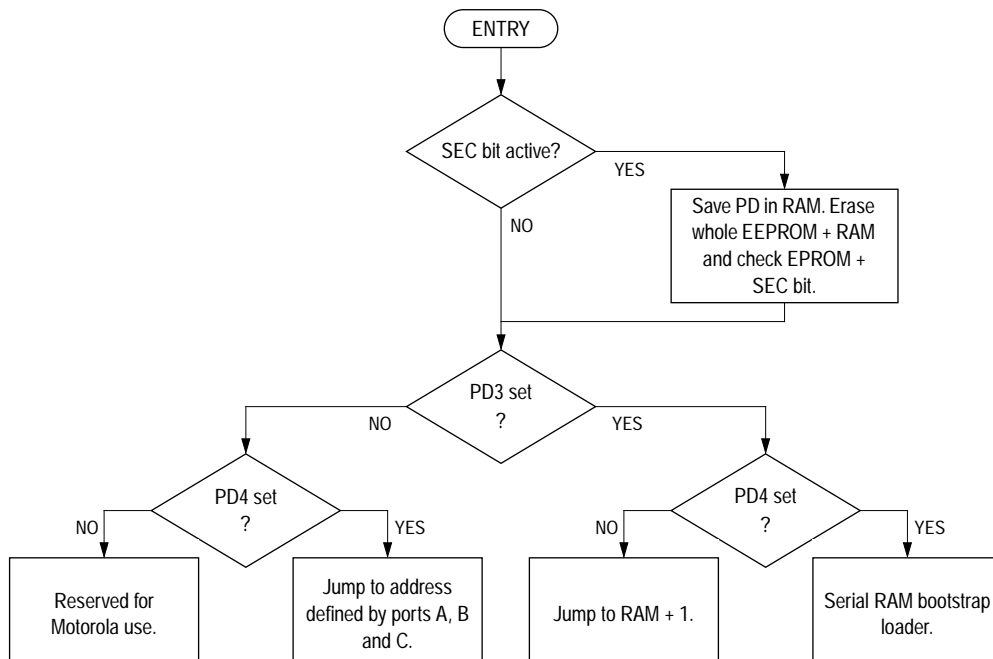 ENTRY
SEC bit active?
YES
NO
Save PD in RAM. Erase
whole EEPROM + RAM
and check EPROM +
SEC bit.
PD3 set
?
NO
YES
PD4 set
?
NO
YES
PD4 set
?
NO
YES
Reserved for
Motorola use.
Jump to address
defined by ports A, B
and C.
Jump to RAM + 1.
Serial RAM bootstrap
loader.